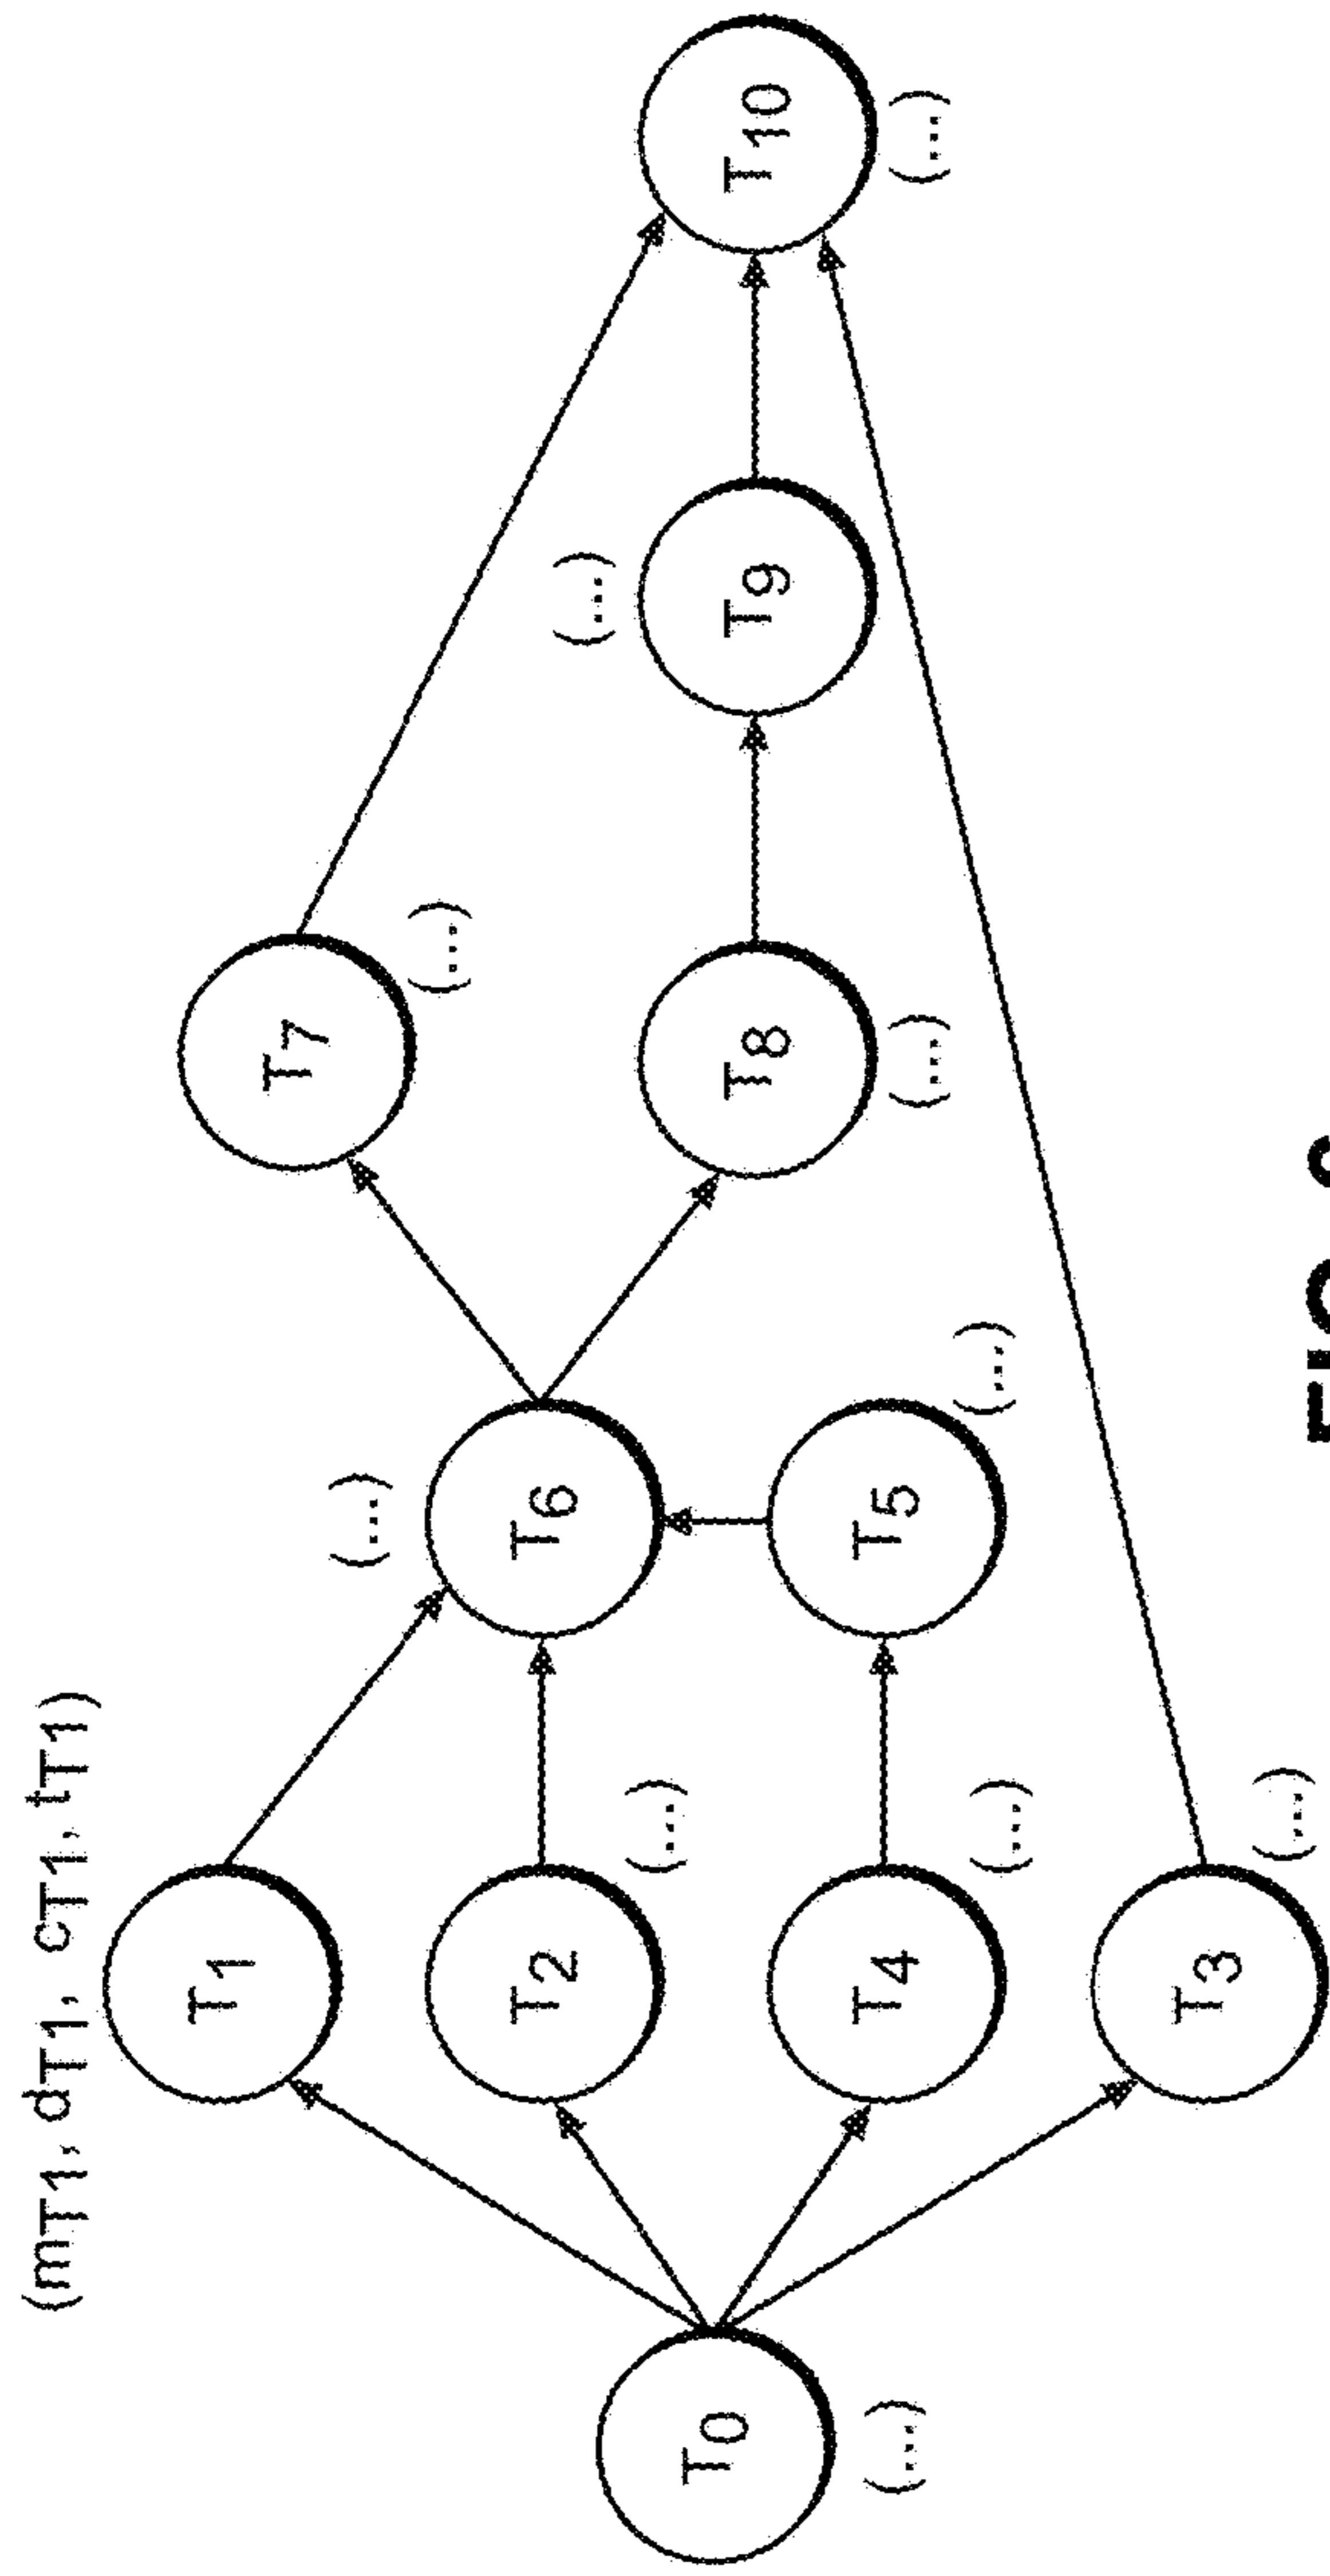 (mT1, dT1, cT1, tT1)
T1
(...)
T6
(...)
T7
(...)
T2
(...)
T0
(...)
T4
(...)
T5
(...)
T8
(...)
T9
(...)
T10
(...)
T3
(...)